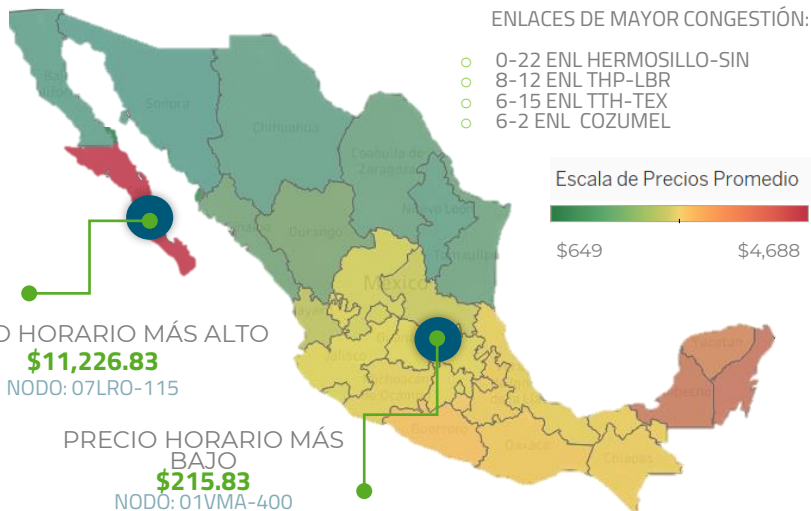 ENLACES DE MAYOR CONGESTIÓN:
0-22 ENL HERMOSILLO-SIN
8-12 ENL THP-LBR
6-15 ENL TTH-TEX
6-2 ENL COZUMEL
Escala de Precios Promedio
$649 $4,688
Sonora
Chihuahua
Coahuila de
Zaragoza
Nuevo León
Tamaulipas
Durango
México
Jalisco
Guerrero
Oaxaca
Chiapas
Yucatán
O HORARIO MÁS ALTO
$11,226.83
NODO: 07LRO-115
PRECIO HORARIO MÁS
BAJO
$215.83
NODO: 01VMA-400